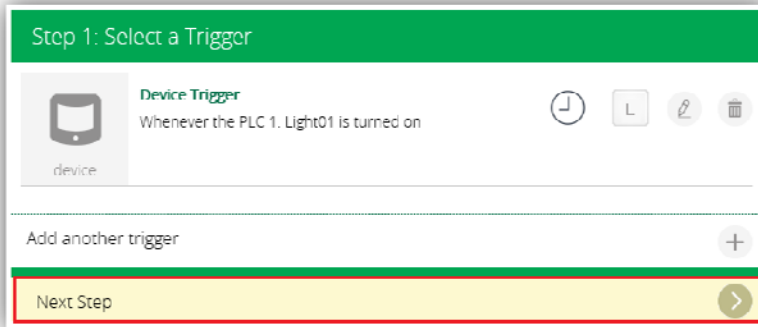 Step 1: Select a Trigger
Device Trigger
Whenever the PLC 1. Light01 is turned on
L
device
Add another trigger
Next Step